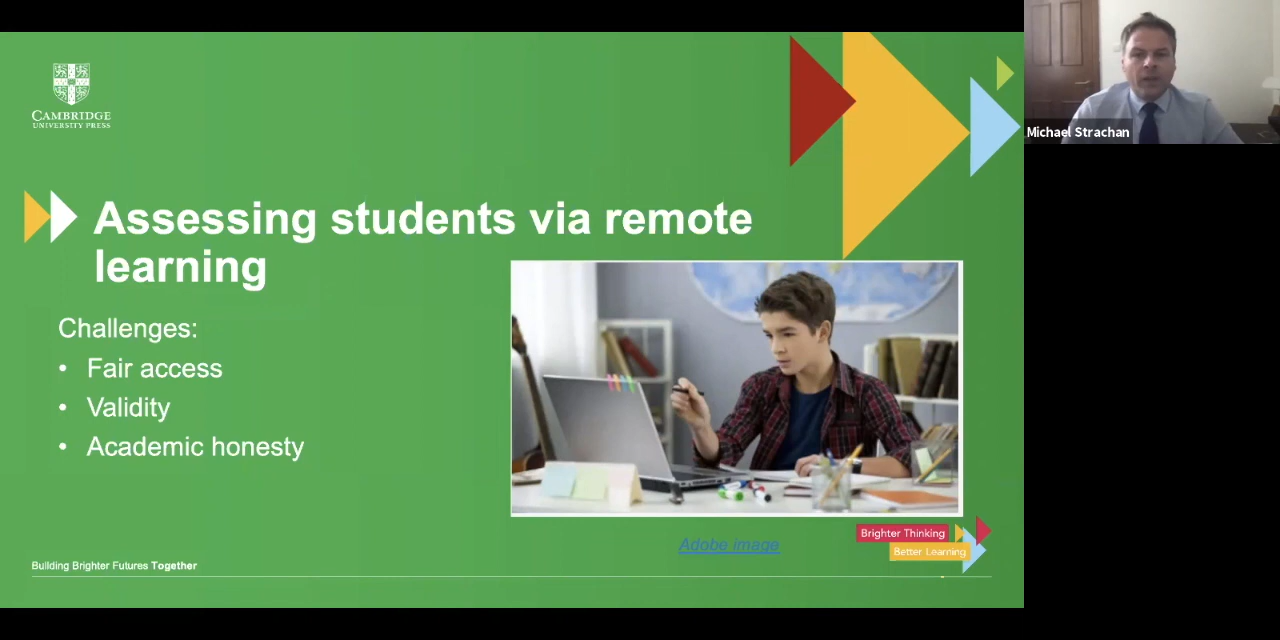 CAMBRIDGE
UNIVERSITY PRESS
Michael Strachan
Assessing students via remote
learning
Challenges:
• Fair access
• Validity
• Academic honesty
Adobe image
Brighter Thinking
Better Learning
Building Brighter Futures Together